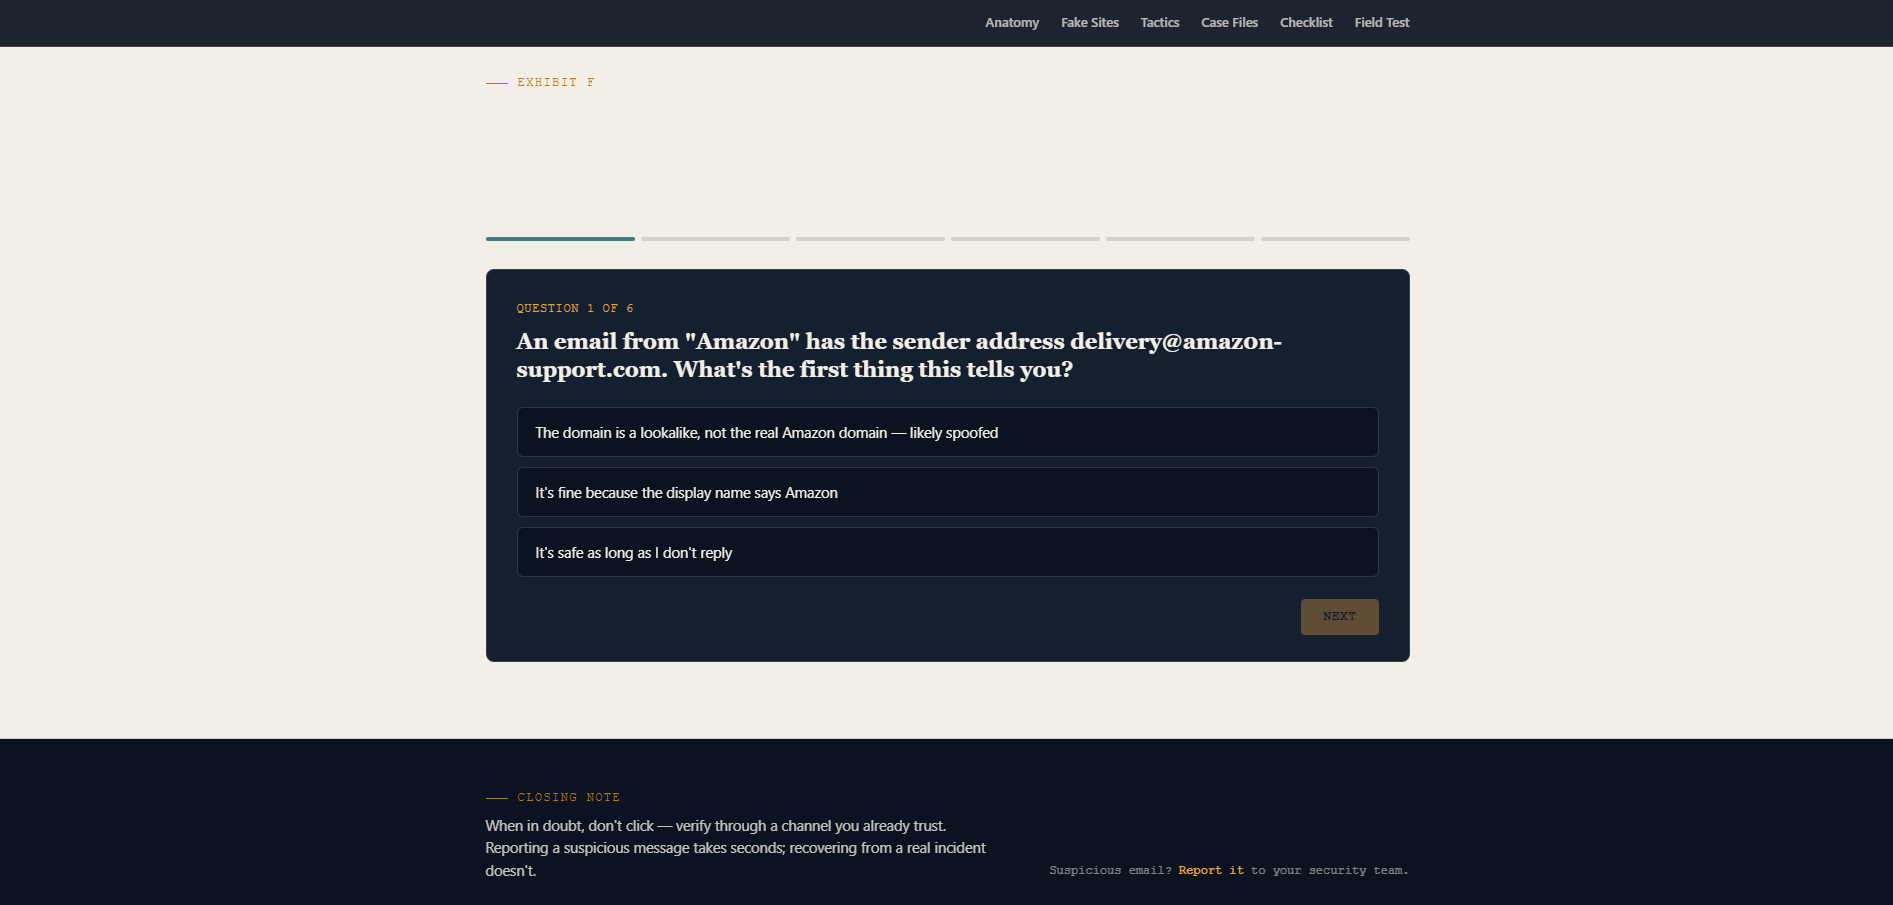 Anatomy Fake Sites Tactics Case Files Checklist Field Test
EXHIBIT F
QUESTION 1 OF 6
An email from "Amazon" has the sender address delivery@amazon-
support.com. What's the first thing this tells you?
The domain is a lookalike, not the real Amazon domain — likely spoofed
It's fine because the display name says Amazon
It's safe as long as I don't reply
NEXT
CLOSING NOTE
When in doubt, don't click — verify through a channel you already trust.
Reporting a suspicious message takes seconds; recovering from a real incident
doesn't.
Suspicious email? Report it to your security team.